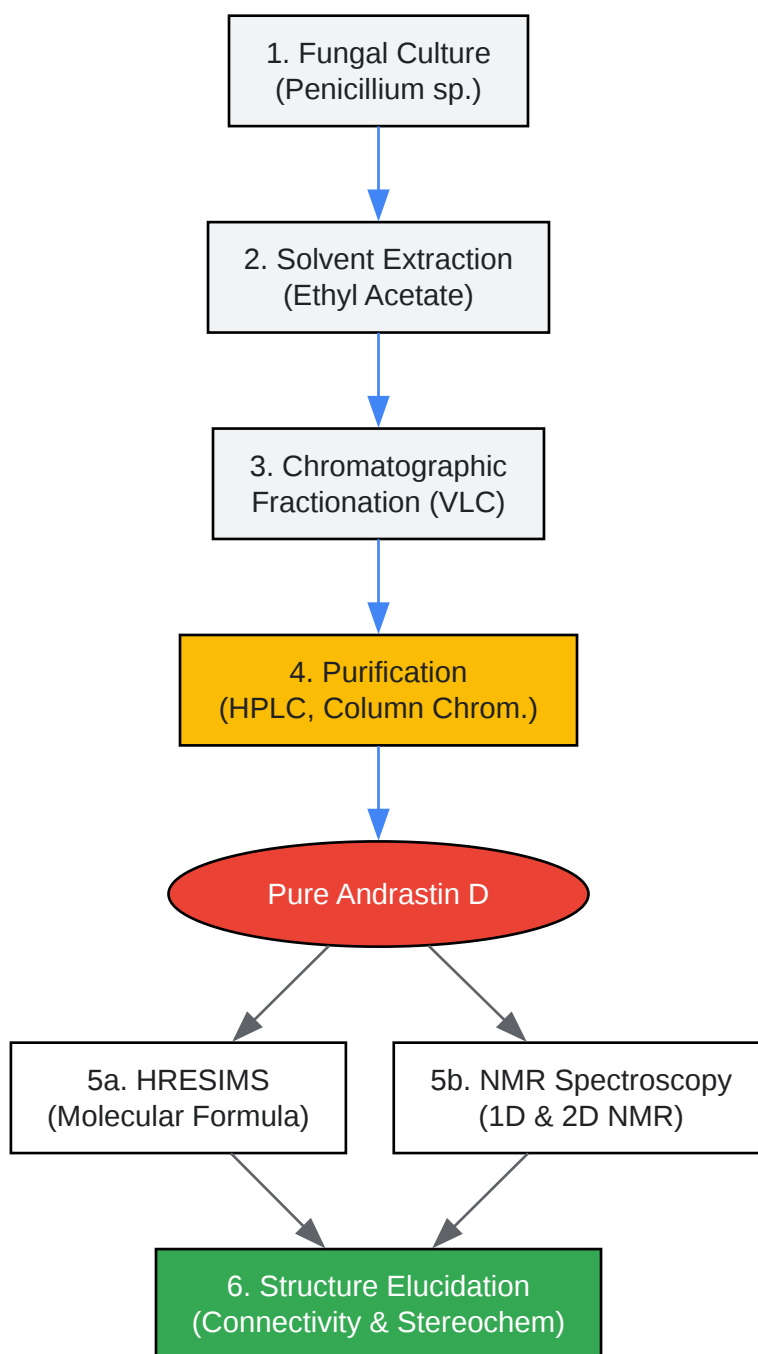 1. Fungal Culture
(Penicillium sp.)
2. Solvent Extraction
(Ethyl Acetate)
3. Chromatographic
Fractionation (VLC)
4. Purification
(HPLC, Column Chrom.)
Pure Andrastin D
5a. HRESIMS
(Molecular Formula)
5b. NMR Spectroscopy
(1D & 2D NMR)
6. Structure Elucidation
(Connectivity & Stereochem)